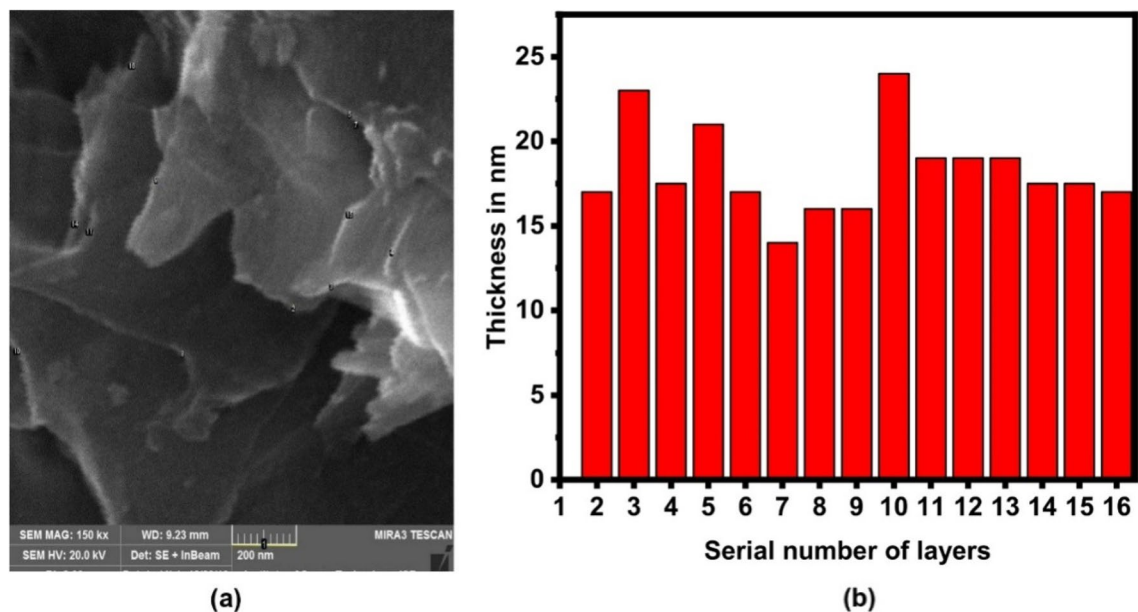 SEM MAG: 150 kx
WD: 9.23 mm
MIRA3 TESCAN
SEM HV: 20.0 kV
Det: SE + InBeam
200 nm
(a)
Thickness in nm
25
20
15
10
5
0
1 2 3 4 5 6 7 8 9 10 11 12 13 14 15 16
Serial number of layers
(b)